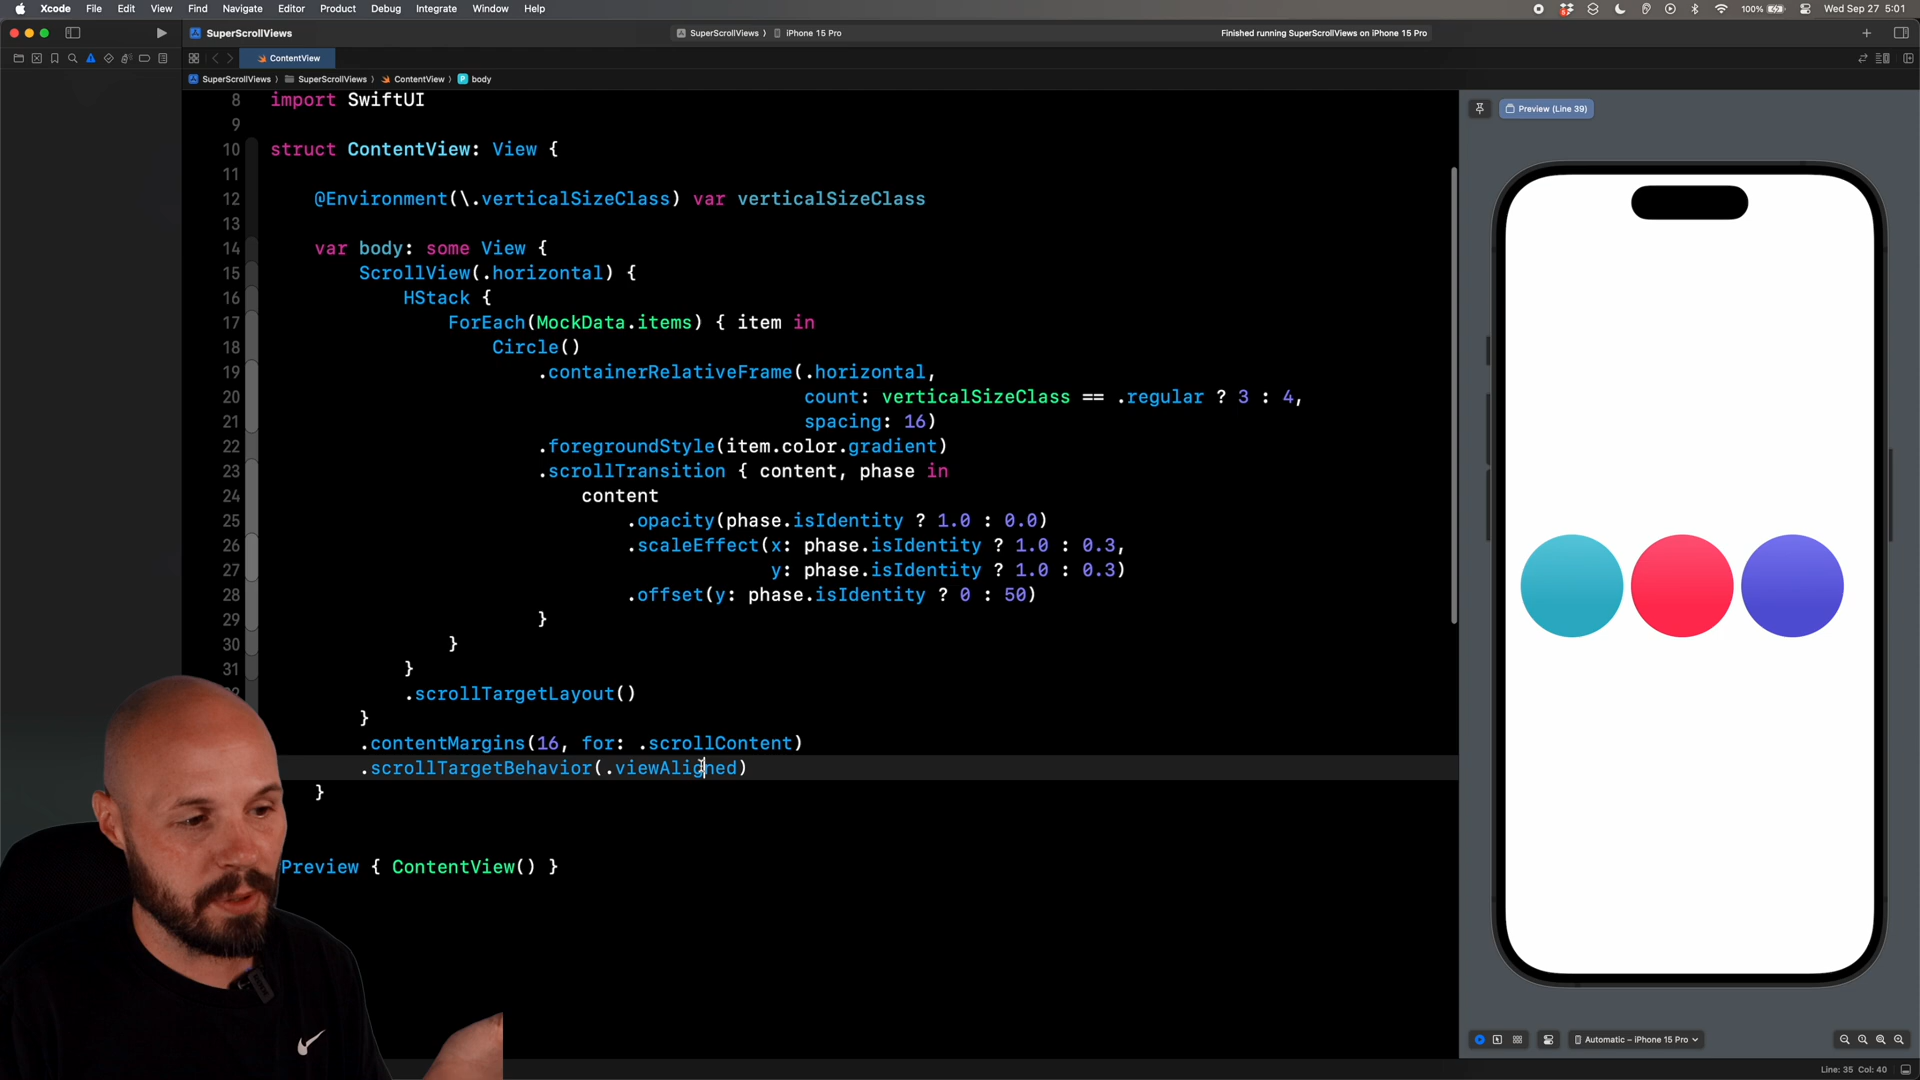 Xcode File Edit View Find Navigate Editor Product Debug Integrate Window Help 100% Wed Sep 27 5:01
SuperScrollViews SuperScrollViews iPhone 15 Pro Finished running SuperScrollViews on iPhone 15 Pro
ContentView
SuperScrollViews SuperScrollViews ContentView body
8 import SwiftUI
9
10 struct ContentView: View {
11
12 @Environment(\.verticalSizeClass) var verticalSizeClass
13
14 var body: some View {
15 ScrollView(.horizontal) {
16 HStack {
17 ForEach(MockData.items) { item in
18 Circle()
19 .containerRelativeFrame(.horizontal,
20 count: verticalSizeClass == .regular ? 3 : 4,
21 spacing: 16)
22 .foregroundStyle(item.color.gradient)
23 .scrollTransition { content, phase in
24 content
25 .opacity(phase.isIdentity ? 1.0 : 0.0)
26 .scaleEffect(x: phase.isIdentity ? 1.0 : 0.3,
27 y: phase.isIdentity ? 1.0 : 0.3)
28 .offset(y: phase.isIdentity ? 0 : 50)
29 }
30 }
31 }
.scrollTargetLayout()
}
.contentMargins(16, for: .scrollContent)
.scrollTargetBehavior(.viewAligned)
}
Preview { ContentView() }
Preview (Line 39)
Automatic – iPhone 15 Pro
Line: 35 Col: 40